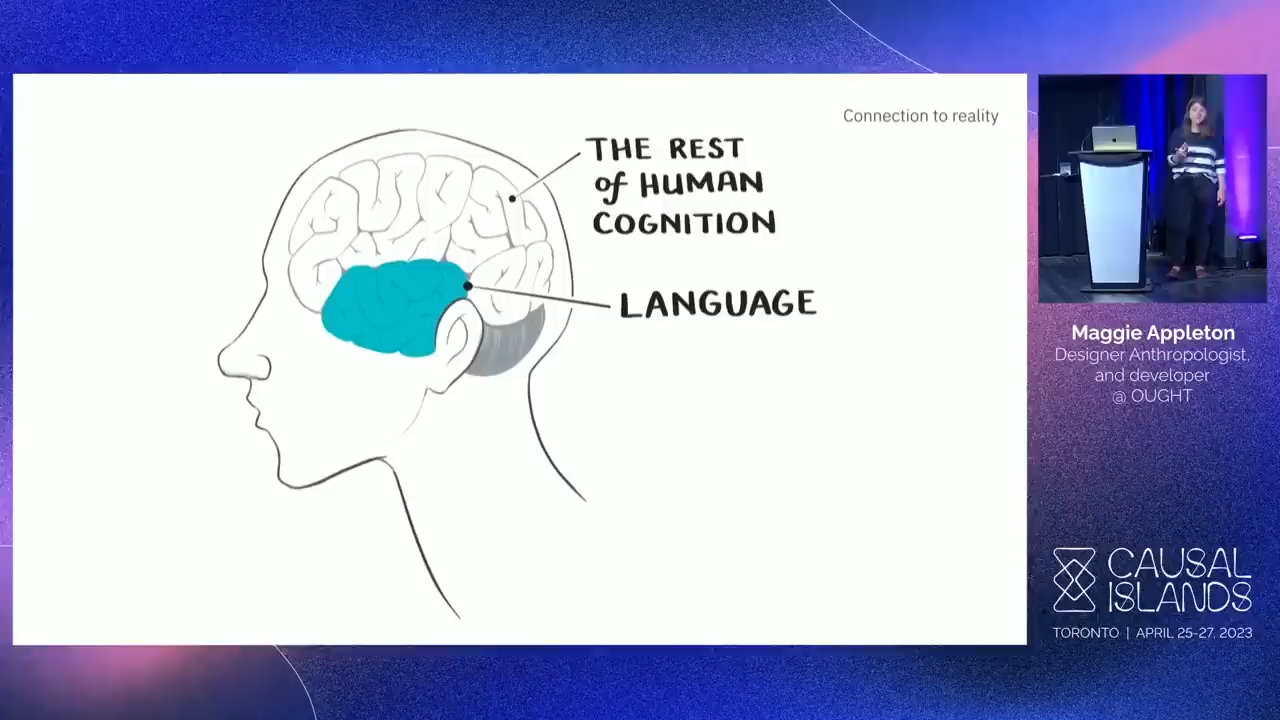 Connection to reality
THE REST
of HUMAN
COGNITION
LANGUAGE
Maggie Appleton
Designer Anthropologist,
and developer
@ OUGHT
CAUSAL
ISLANDS
TORONTO | APRIL 25-27, 2023